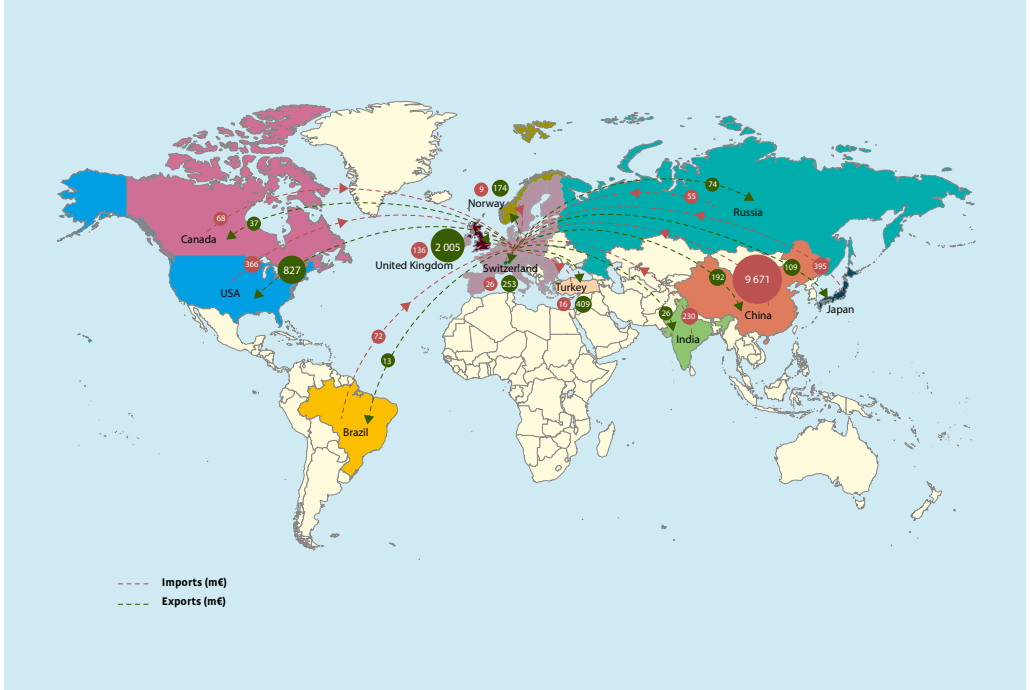 74
9
174
55
Norway
Russia
68
37
Canada
2 005
136
United Kingdom
366
827
Switzerland
192
9 671
109
395
USA
26
253
Turkey
16
409
26
230
China
Japan
72
India
13
Brazil
Imports (m€)
Exports (m€)